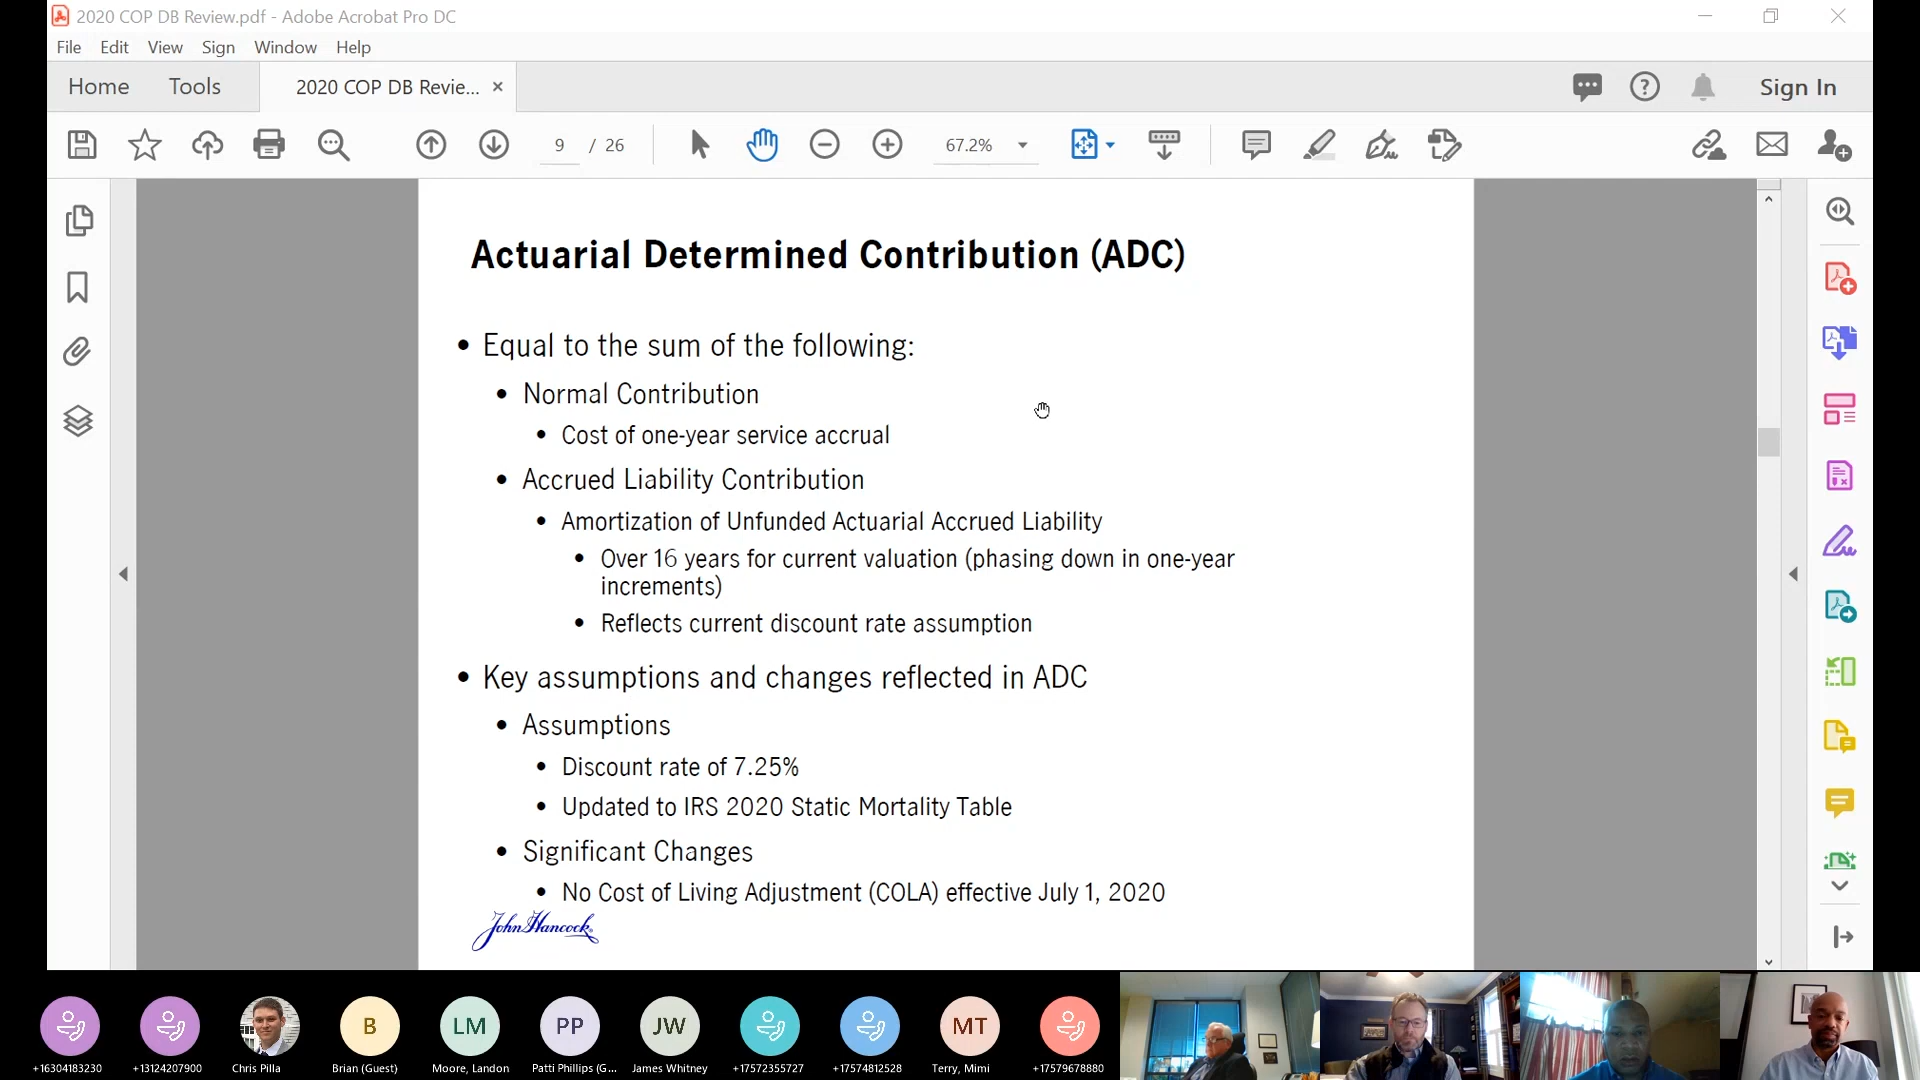 2020 COP DB Review.pdf - Adobe Acrobat Pro DC
File Edit View Sign Window Help
Home Tools 2020 COP DB Revie... × Sign In
9 / 26 67.2%
Actuarial Determined Contribution (ADC)
• Equal to the sum of the following:
• Normal Contribution
• Cost of one-year service accrual
• Accrued Liability Contribution
• Amortization of Unfunded Actuarial Accrued Liability
• Over 16 years for current valuation (phasing down in one-year
increments)
• Reflects current discount rate assumption
• Key assumptions and changes reflected in ADC
• Assumptions
• Discount rate of 7.25%
• Updated to IRS 2020 Static Mortality Table
• Significant Changes
• No Cost of Living Adjustment (COLA) effective July 1, 2020
John Hancock
B LM PP JW MT
+16304183230 +13124207900 Chris Pilla Brian (Guest) Moore, Landon Patti Phillips (G... James Whitney +17572355727 +17574812528 Terry, Mimi +17579678880